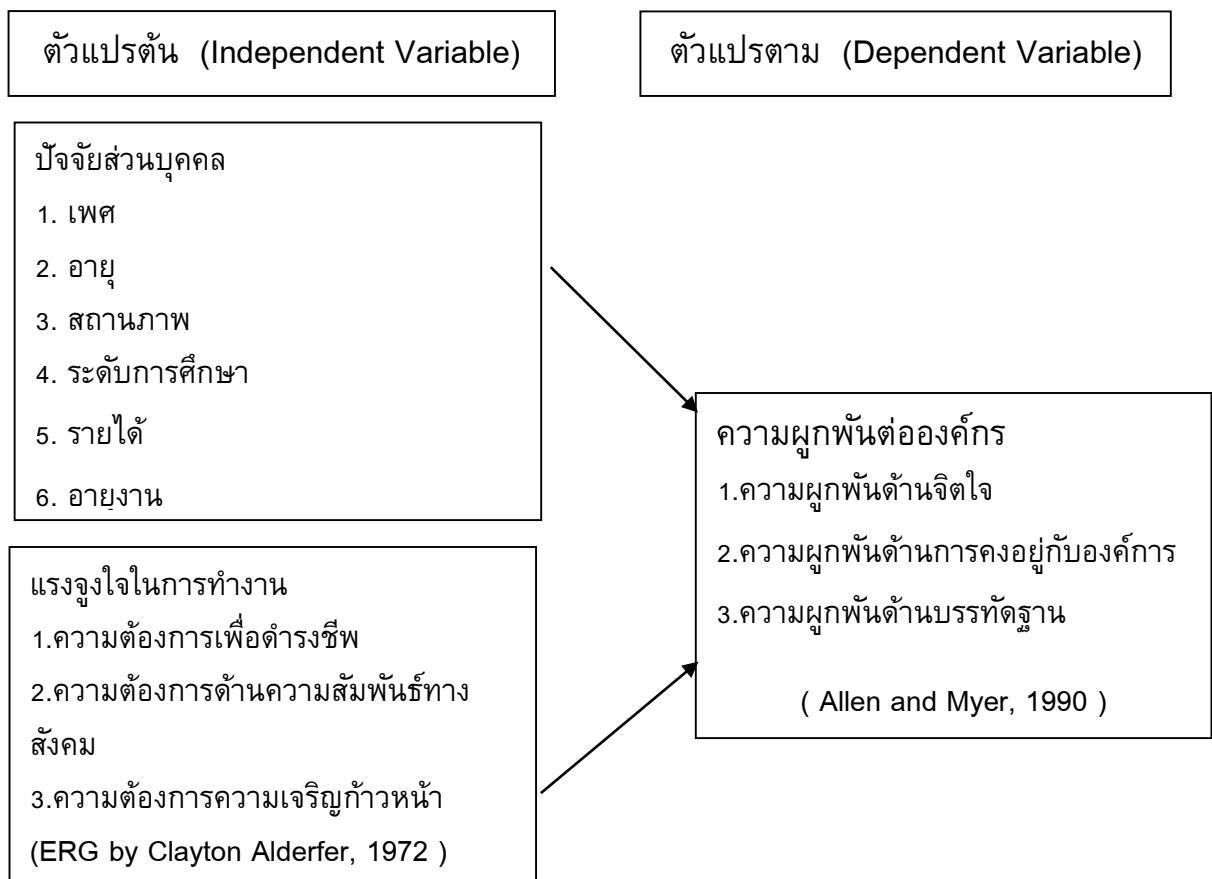 ตัวแปรต้น (Independent Variable)
ตัวแปรตาม (Dependent Variable)
ปัจจัยส่วนบุคคล
1. เพศ
2. อายุ
3. สถานภาพ
4. ระดับการศึกษา
5. รายได้
6. อายุงาน
แรงจูงใจในการทำงาน
1.ความต้องการเพื่อดำรงชีพ
2.ความต้องการด้านความสัมพันธ์ทาง
สังคม
3.ความต้องการความเจริญก้าวหน้า
(ERG by Clayton Alderfer, 1972 )
ความผูกพันต่อองค์กร
1.ความผูกพันด้านจิตใจ
2.ความผูกพันด้านการคงอยู่กับองค์การ
3.ความผูกพันด้านบรรทัดฐาน
( Allen and Myer, 1990 )